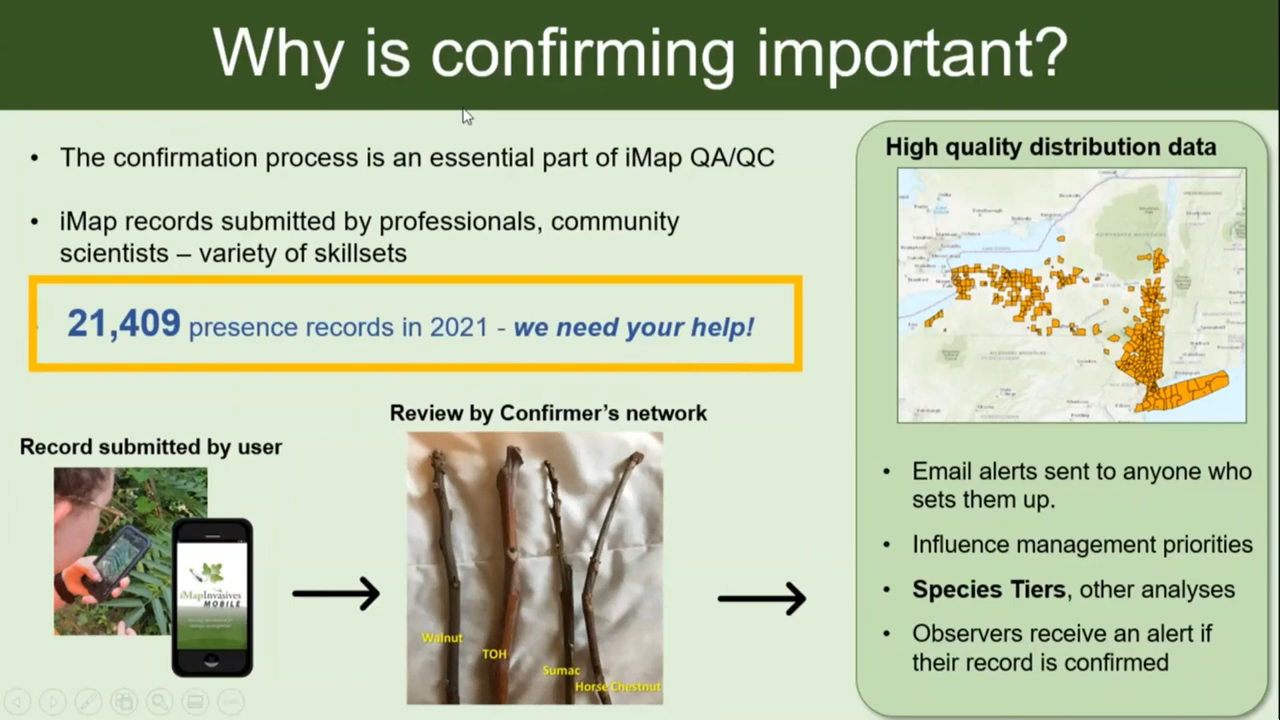 Why is confirming important?
• The confirmation process is an essential part of iMap QA/QC
• iMap records submitted by professionals, community
scientists – variety of skillsets
21,409 presence records in 2021 - we need your help!
Record submitted by user
iMapInvasives
MOBILE
Review by Confirmer’s network
Walnut
TOH
Sumac
Horse Chestnut
High quality distribution data
• Email alerts sent to anyone who
sets them up.
• Influence management priorities
• Species Tiers, other analyses
• Observers receive an alert if
their record is confirmed